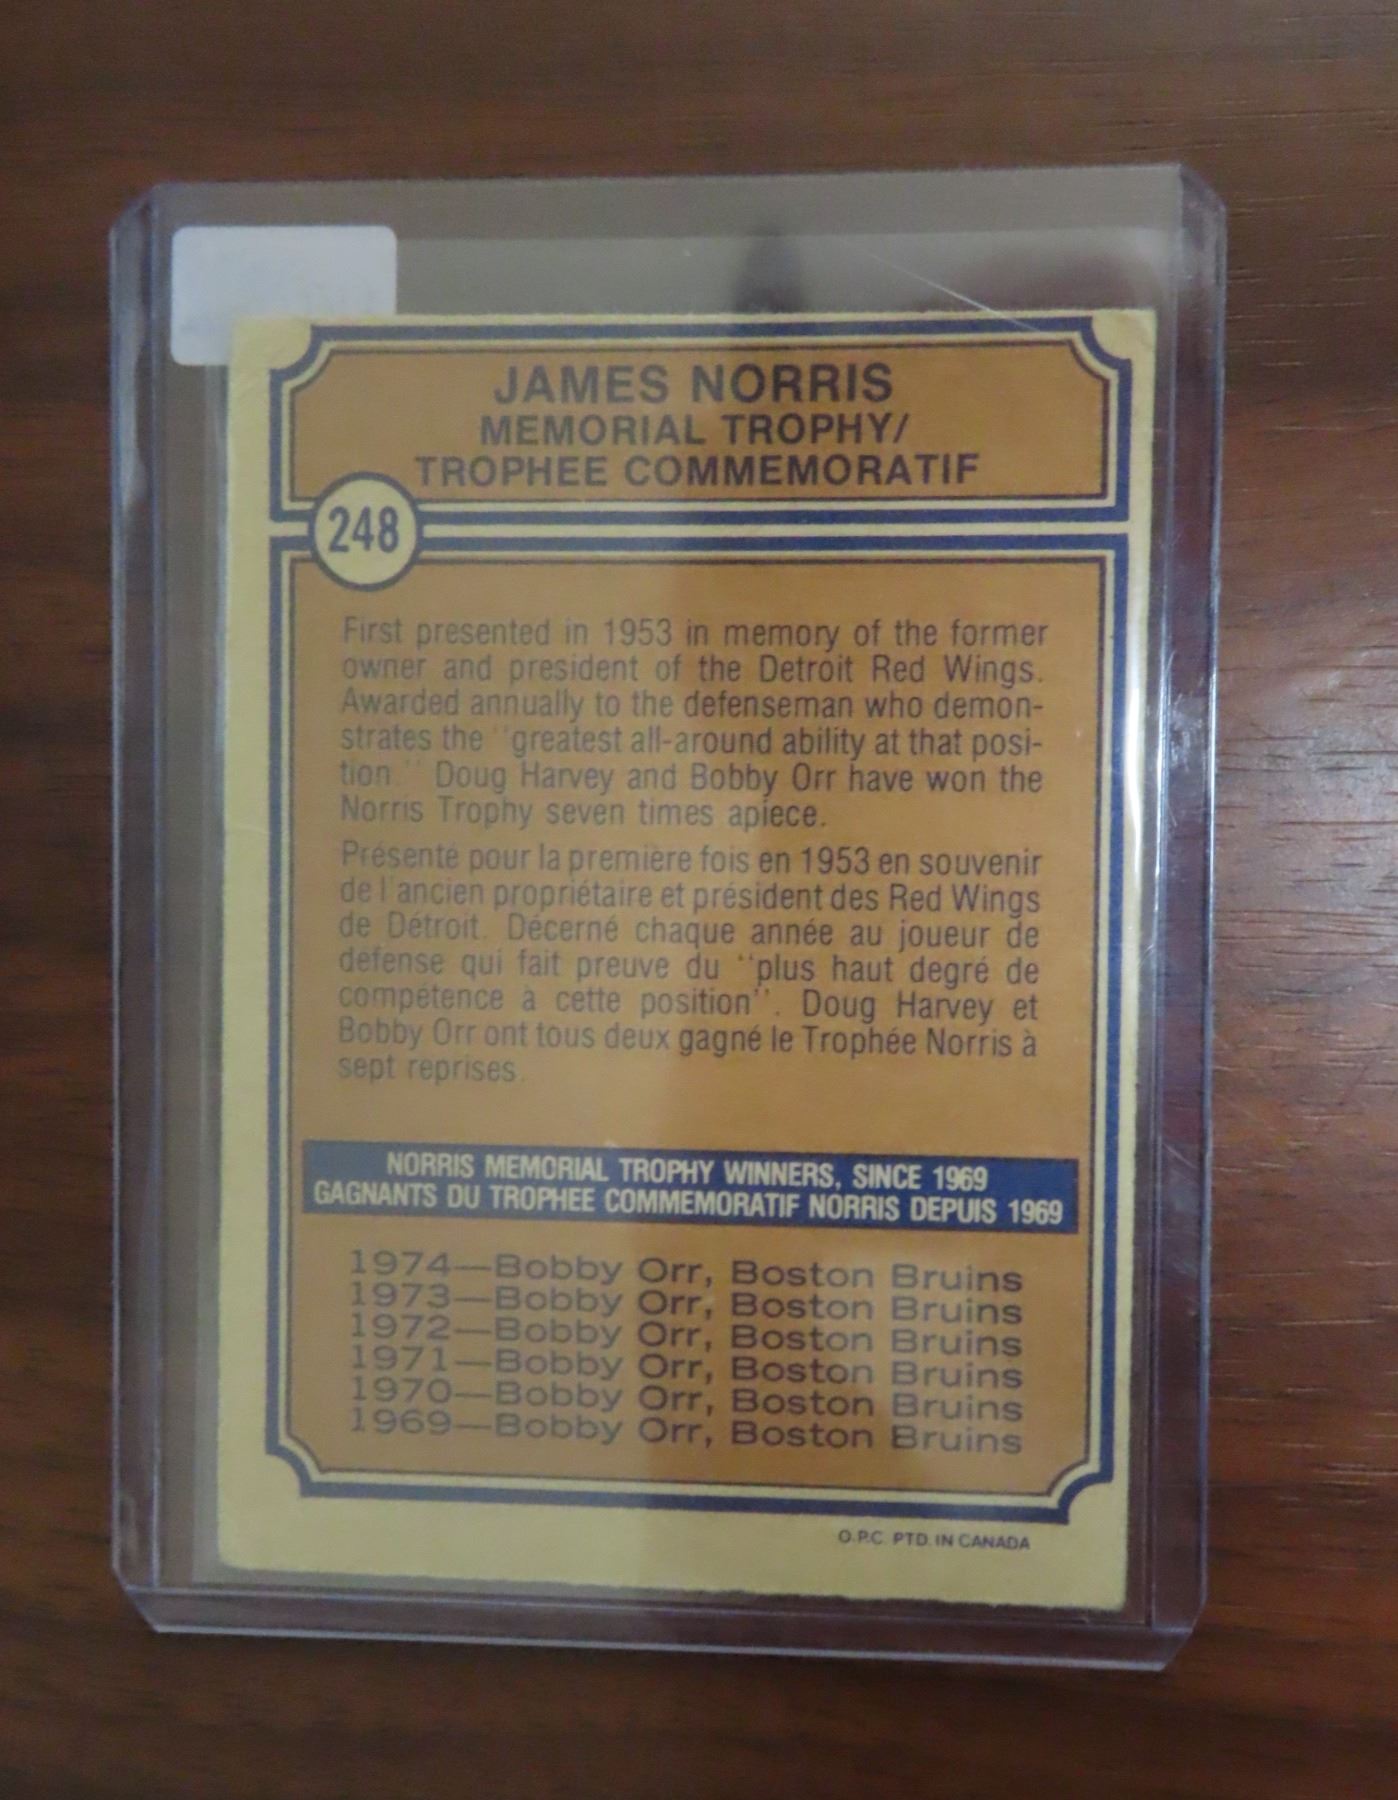 JAMES NORRIS
MEMORIAL TROPHY/
TROPHEE COMMEMORATIF
248
First presented in 1953 in memory of the former
owner and president of the Detroit Red Wings.
Awarded annually to the defenseman who demon-
strates the "greatest all-around ability at that posi-
tion." Doug Harvey and Bobby Orr have won the
Norris Trophy seven times apiece.
Présenté pour la première fois en 1953 en souvenir
de l'ancien propriétaire et président des Red Wings
de Détroit. Décerné chaque année au joueur de
défense qui fait preuve du "plus haut degré de
compétence à cette position". Doug Harvey et
Bobby Orr ont tous deux gagné le Trophée Norris à
sept reprises.
NORRIS MEMORIAL TROPHY WINNERS, SINCE 1969
GAGNANTS DU TROPHEE COMMEMORATIF NORRIS DEPUIS 1969
1974—Bobby Orr, Boston Bruins
1973—Bobby Orr, Boston Bruins
1972—Bobby Orr, Boston Bruins
1971—Bobby Orr, Boston Bruins
1970—Bobby Orr, Boston Bruins
1969—Bobby Orr, Boston Bruins
O.P.C. PTD. IN CANADA